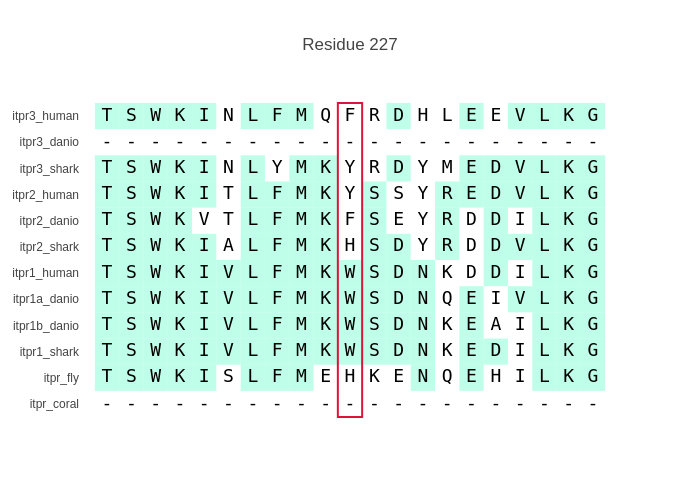 Residue 227
itpr3_human T S W K I N L F M Q F R D H L E E V L K G
itpr3_danio - - - - - - - - - - - - - - - - - - - - -
itpr3_shark T S W K I N L Y M K Y R D Y M E D V L K G
itpr2_human T S W K I T L F M K Y S S Y R E D V L K G
itpr2_danio T S W K V T L F M K F S E Y R D D I L K G
itpr2_shark T S W K I A L F M K H S D Y R D D V L K G
itpr1_human T S W K I V L F M K W S D N K D D I L K G
itpr1a_danio T S W K I V L F M K W S D N Q E I V L K G
itpr1b_danio T S W K I V L F M K W S D N K E A I L K G
itpr1_shark T S W K I V L F M K W S D N K E D I L K G
itpr_fly T S W K I S L F M E H K E N Q E H I L K G
itpr_coral - - - - - - - - - - - - - - - - - - - - -